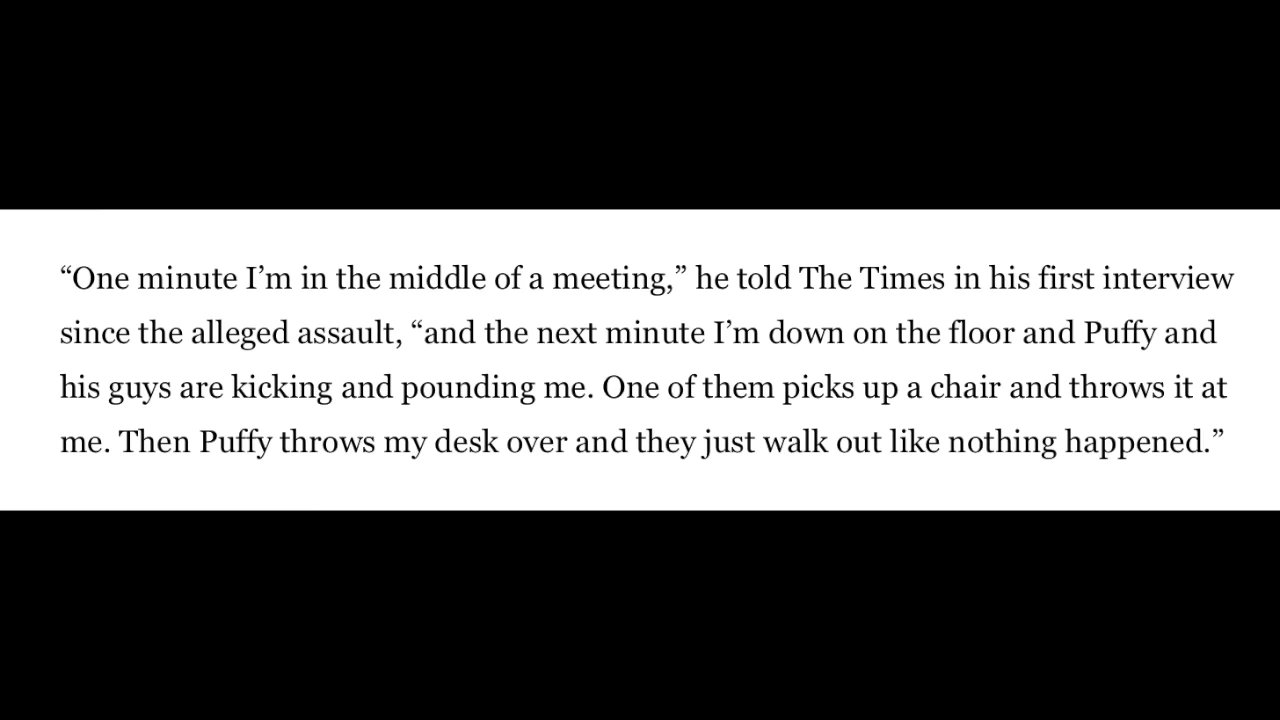 “One minute I’m in the middle of a meeting,” he told The Times in his first interview
since the alleged assault, “and the next minute I’m down on the floor and Puffy and
his guys are kicking and pounding me. One of them picks up a chair and throws it at
me. Then Puffy throws my desk over and they just walk out like nothing happened.”